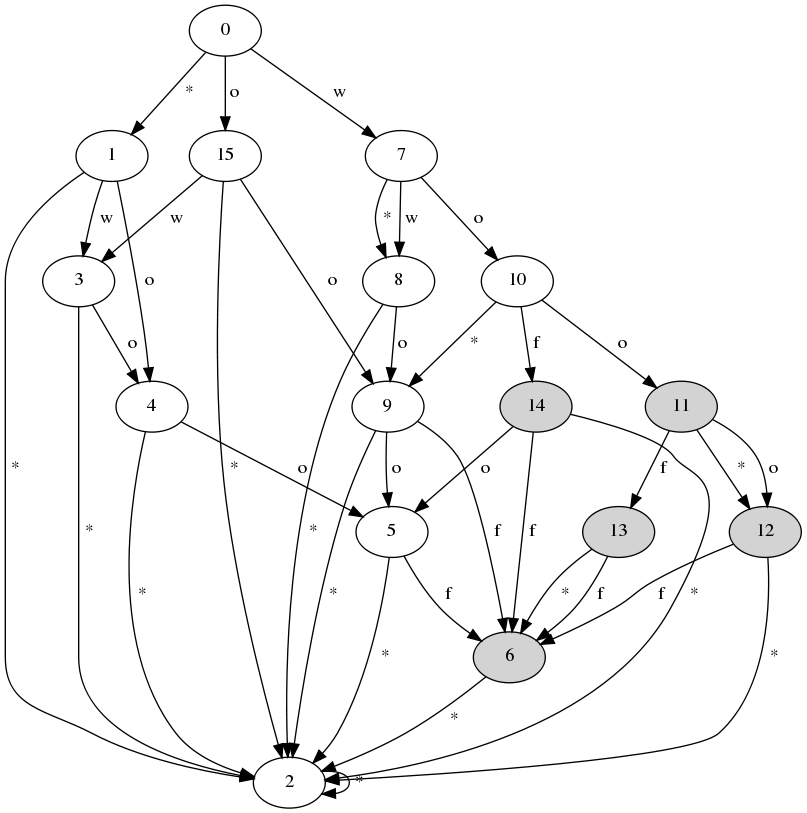 0
* o w
1 15 7
w w * w o
3 8 10
o o o o * f o
4 9 14 11
* * o * o o f * o
5 13 12
* * * f f f * f f *
6
* * *
2 *